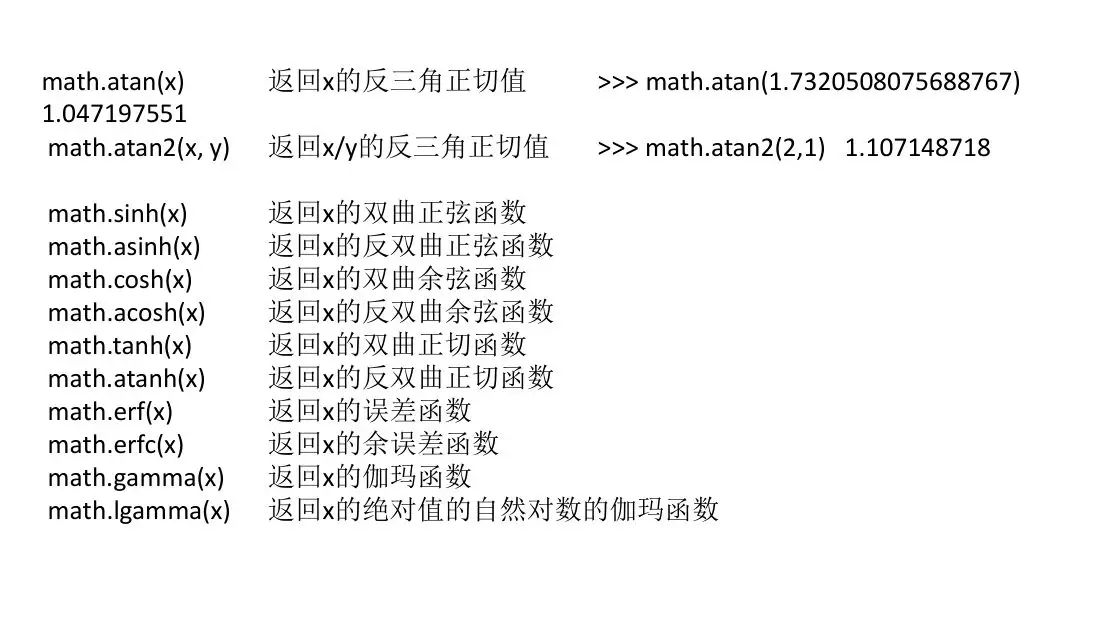 math.atan(x) 返回x的反三角正切值 >>> math.atan(1.7320508075688767)
1.047197551
math.atan2(x, y) 返回x/y的反三角正切值 >>> math.atan2(2,1) 1.107148718
math.sinh(x) 返回x的双曲正弦函数
math.asinh(x) 返回x的反双曲正弦函数
math.cosh(x) 返回x的双曲余弦函数
math.acosh(x) 返回x的反双曲余弦函数
math.tanh(x) 返回x的双曲正切函数
math.atanh(x) 返回x的反双曲正切函数
math.erf(x) 返回x的误差函数
math.erfc(x) 返回x的余误差函数
math.gamma(x) 返回x的伽玛函数
math.lgamma(x) 返回x的绝对值的自然对数的伽玛函数